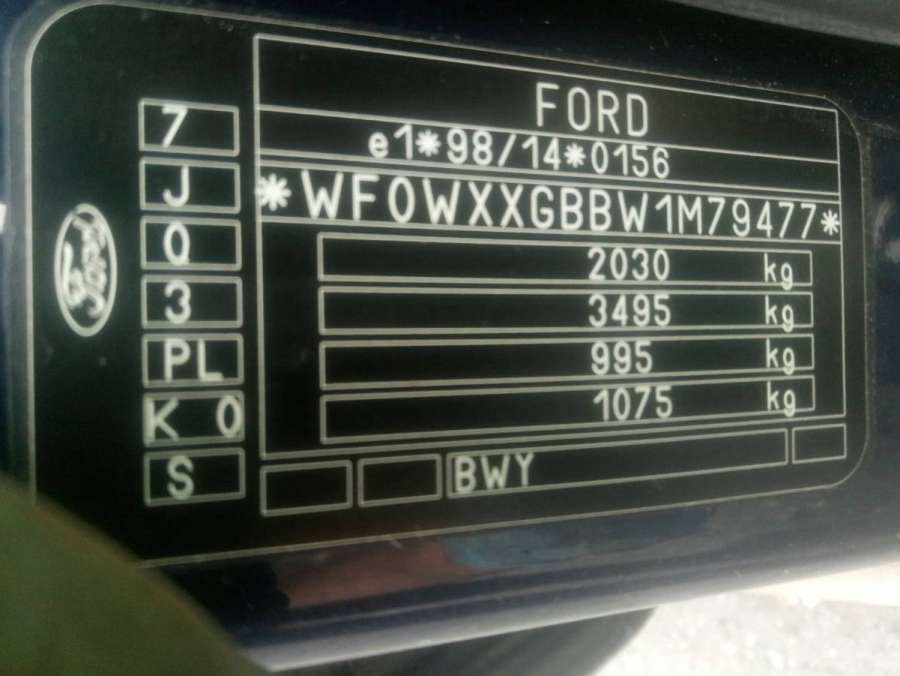 FORD
e1*98/14*0156
*WF0WXXGBBW1M79477*
2030 kg
3495 kg
995 kg
1075 kg
BWY
7
J
Q
3
PL
K 0
S
Ford